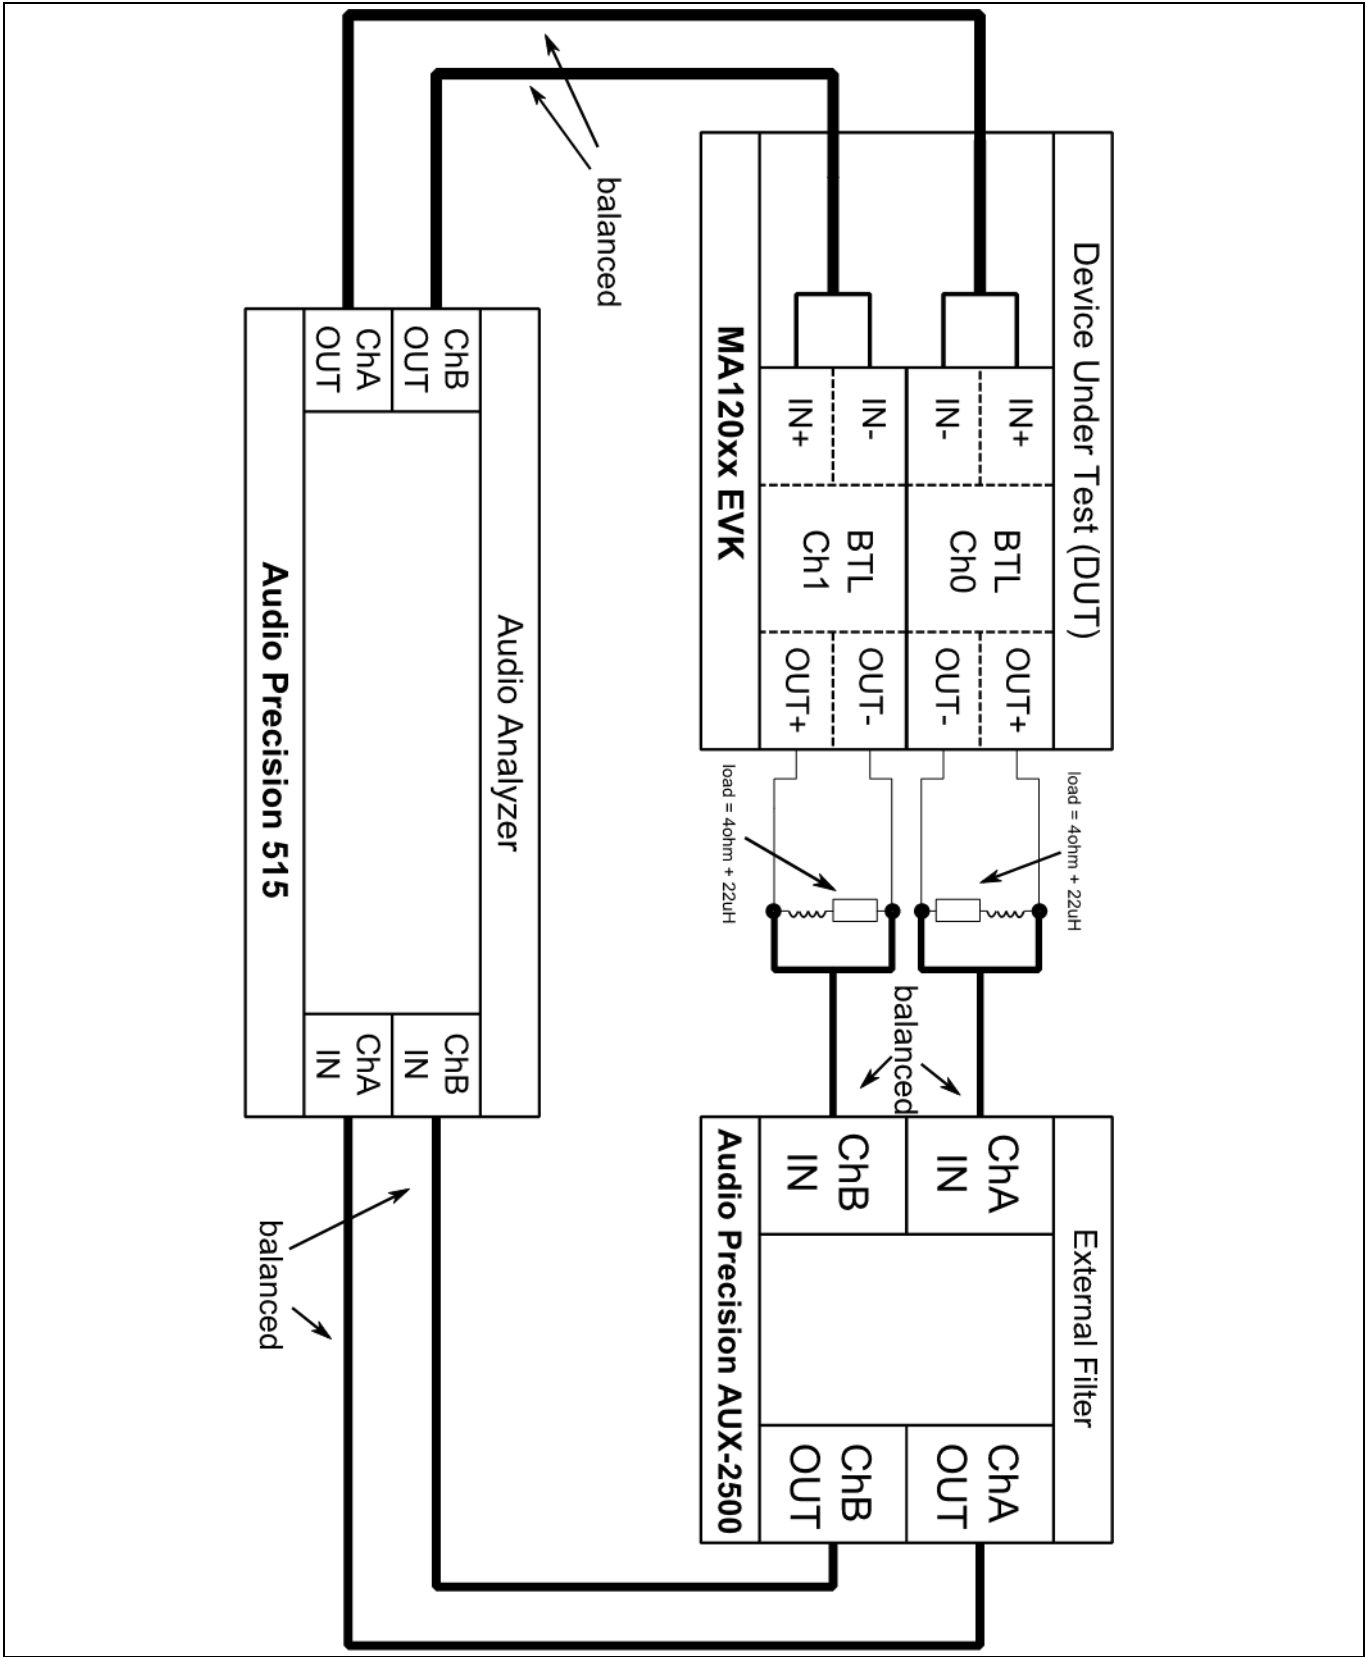 Device Under Test (DUT)
IN+
IN-
IN-
IN+
BTL
Ch0
BTL
Ch1
OUT+
OUT-
OUT-
OUT+
MA120xx EVK
load = 4ohm + 22uH
load = 4ohm + 22uH
balanced
balanced
External Filter
ChA
IN
ChB
IN
ChA
OUT
ChB
OUT
Audio Precision AUX-2500
Audio Analyzer
ChB
OUT
ChA
OUT
ChB
IN
ChA
IN
Audio Precision 515
balanced